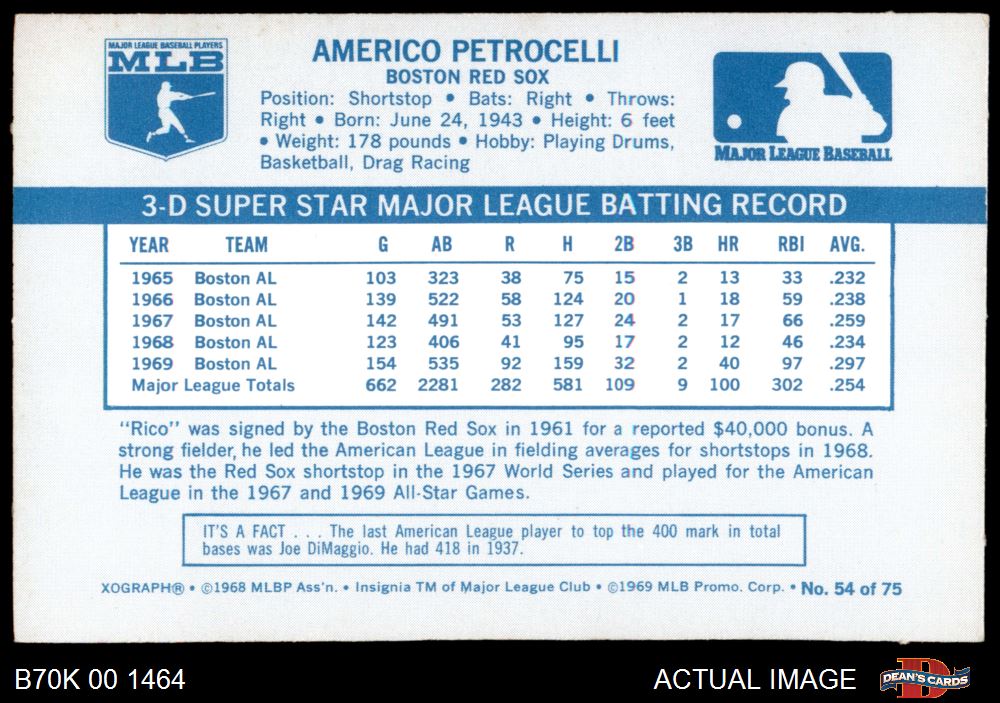 MAJOR LEAGUE BASEBALL PLAYERS
MLB
AMERICO PETROCELLI
BOSTON RED SOX
Position: Shortstop • Bats: Right • Throws:
Right • Born: June 24, 1943 • Height: 6 feet
• Weight: 178 pounds • Hobby: Playing Drums,
Basketball, Drag Racing
MAJOR LEAGUE BASEBALL
3-D SUPER STAR MAJOR LEAGUE BATTING RECORD
YEAR TEAM G AB R H 2B 3B HR RBI AVG.
1965 Boston AL 103 323 38 75 15 2 13 33 .232
1966 Boston AL 139 522 58 124 20 1 18 59 .238
1967 Boston AL 142 491 53 127 24 2 17 66 .259
1968 Boston AL 123 406 41 95 17 2 12 46 .234
1969 Boston AL 154 535 92 159 32 2 40 97 .297
Major League Totals 662 2281 282 581 109 9 100 302 .254
"Rico" was signed by the Boston Red Sox in 1961 for a reported $40,000 bonus. A
strong fielder, he led the American League in fielding averages for shortstops in 1968.
He was the Red Sox shortstop in the 1967 World Series and played for the American
League in the 1967 and 1969 All-Star Games.
IT'S A FACT . . . The last American League player to top the 400 mark in total
bases was Joe DiMaggio. He had 418 in 1937.
XOGRAPH® • ©1968 MLBP Ass'n. • Insignia TM of Major League Club • ©1969 MLB Promo. Corp. • No. 54 of 75
B70K 00 1464
ACTUAL IMAGE
D
DEAN'S CARDS